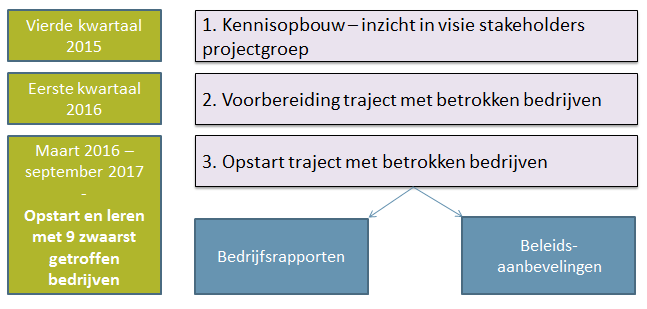 Vierde kwartaal
2015
1. Kennisopbouw – inzicht in visie stakeholders
projectgroep
Eerste kwartaal
2016
2. Voorbereiding traject met betrokken bedrijven
Maart 2016 –
september 2017
-
Opstart en leren
met 9 zwaarst
getroffen
bedrijven
3. Opstart traject met betrokken bedrijven
Bedrijfsrapporten
Beleids-
aanbevelingen